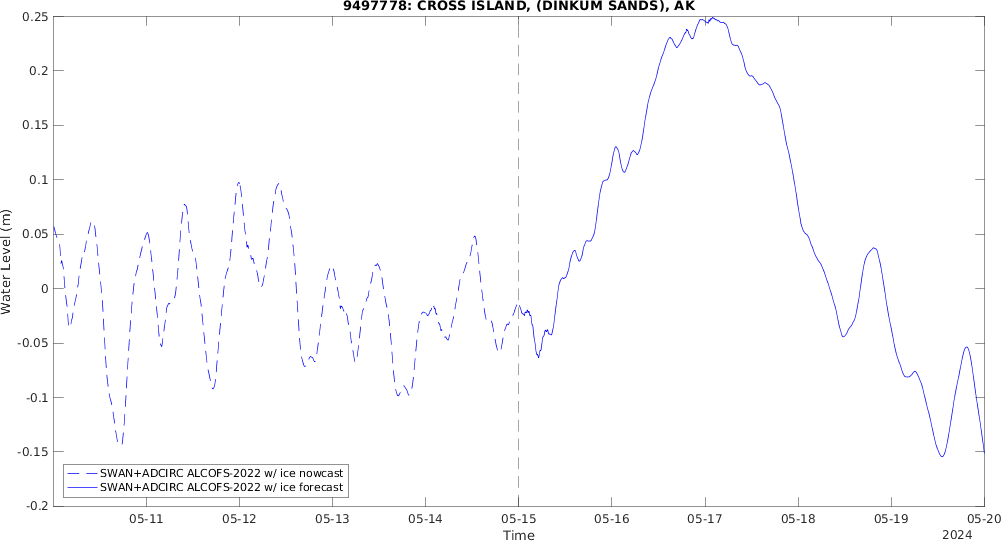 9497778: CROSS ISLAND, (DINKUM SANDS), AK
0.25
0.2
0.15
0.1
0.05
0
-0.05
-0.1
-0.15
-0.2
Water Level (m)
SWAN+ADCIRC ALCOFS-2022 w/ ice nowcast
SWAN+ADCIRC ALCOFS-2022 w/ ice forecast
05-11 05-12 05-13 05-14 05-15 05-16 05-17 05-18 05-19 05-20
Time
2024